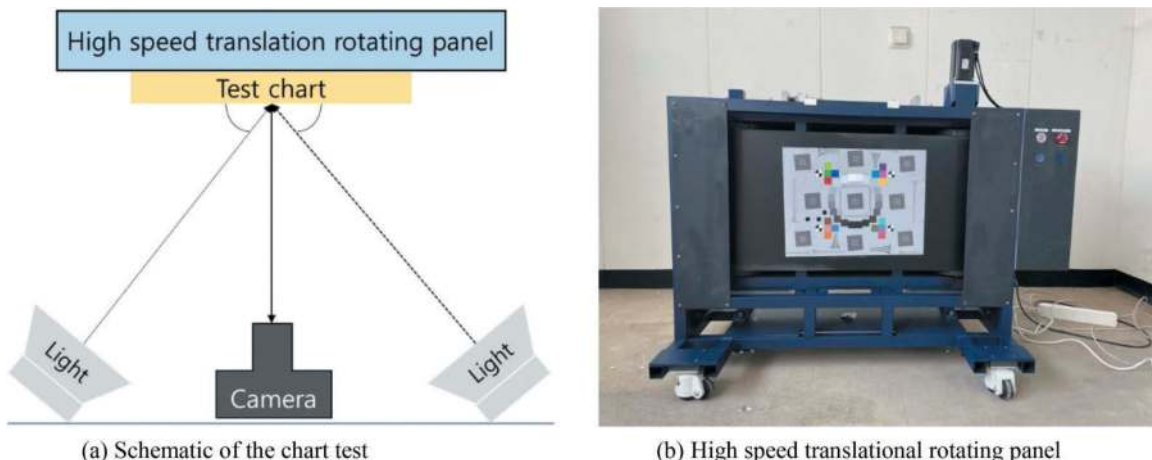 High speed translation rotating panel
Test chart
Light
Light
Camera
(a) Schematic of the chart test
(b) High speed translational rotating panel